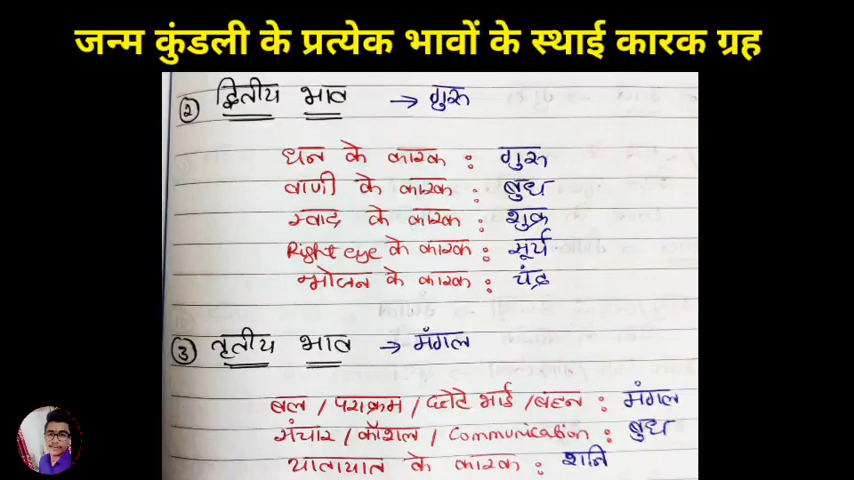 जन्म कुंडली के प्रत्येक भावों के स्थाई कारक ग्रह
② द्वितीय भाव → गुरु
धन के कारक : गुरु
वाणी के कारक : बुध
स्वाद के कारक : शुक्र
Right eye के कारक : सूर्य
भोजन के कारक : चंद्र
③ तृतीय भाव → मंगल
बल / पराक्रम / छोटे भाई / बहन : मंगल
संचार / कौशल / Communication : बुध
यातायात के कारक : शनि